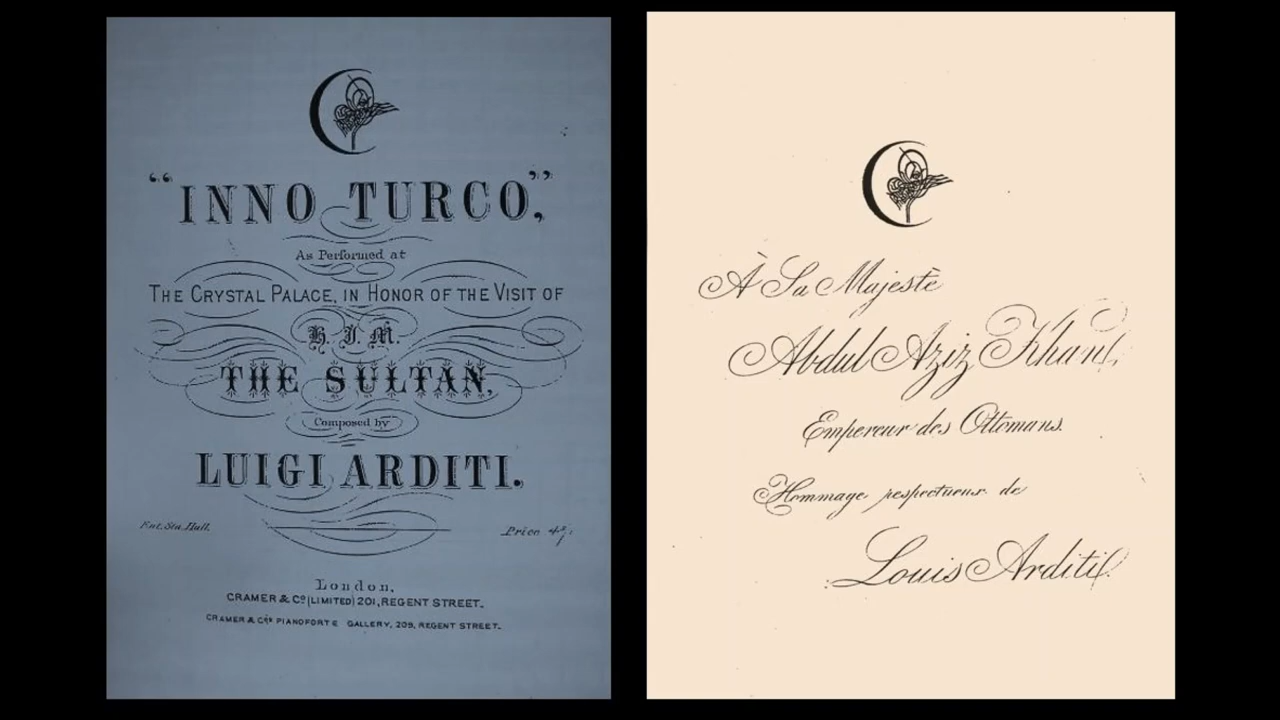 “INNO TURCO,”
As Performed at
THE CRYSTAL PALACE, IN HONOR OF THE VISIT OF
H. I. M.
THE SULTAN,
Composed by
LUIGI ARDITI.
Ent. Sta. Hall.
Price 4/-
London,
CRAMER & Co (LIMITED) 201, REGENT STREET.
CRAMER & Co's PIANOFORTE GALLERY, 209, REGENT STREET.
À Sa Majestè
Abdul Aziz Khan,
Empereur des Ottomans.
Hommage respectueux de
Louis Arditi.